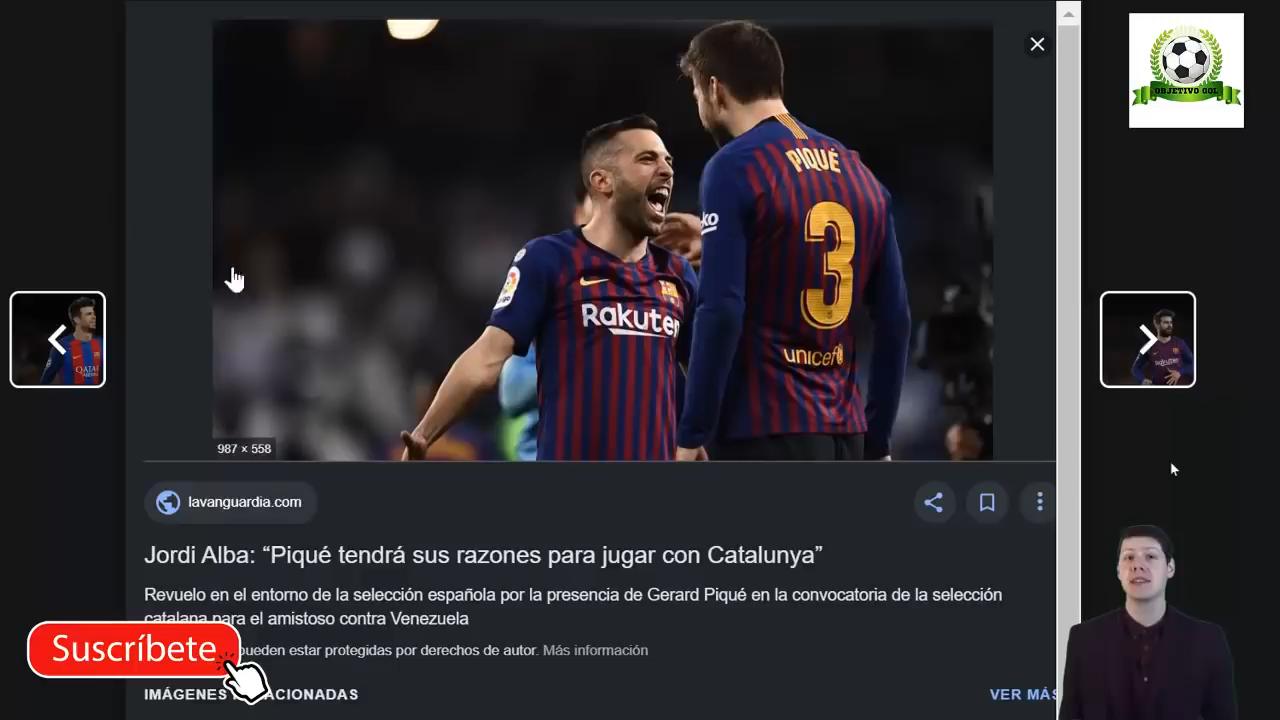 OBJETIVO GOL
PIQUÉ
3
Rakuten
unicef
987 × 558
lavanguardia.com
Jordi Alba: “Piqué tendrá sus razones para jugar con Catalunya”
Revuelo en el entorno de la selección española por la presencia de Gerard Piqué en la convocatoria de la selección
catalana para el amistoso contra Venezuela
Suscríbete
pueden estar protegidas por derechos de autor. Más información
IMÁGENES
VER MÁS